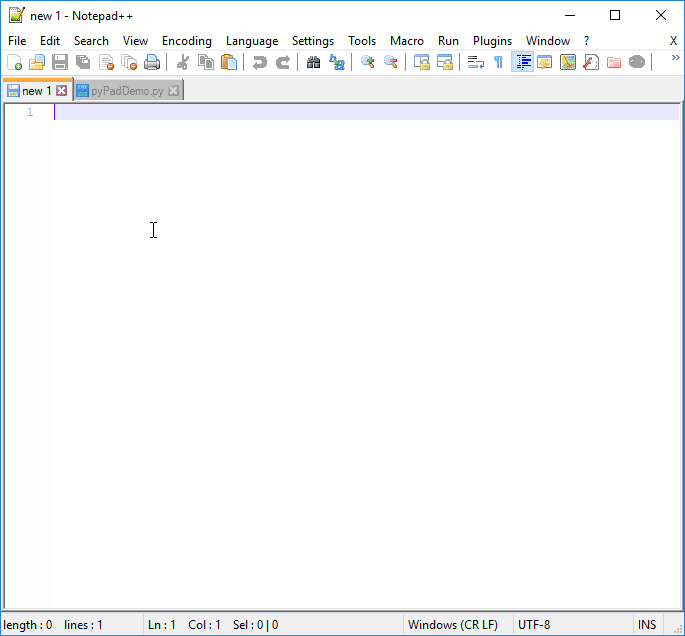 new 1 - Notepad++
File Edit Search View Encoding Language Settings Tools Macro Run Plugins Window ? X
new 1 pyPadDemo.py
1
length : 0 lines : 1 Ln : 1 Col : 1 Sel : 0 | 0 Windows (CR LF) UTF-8 INS